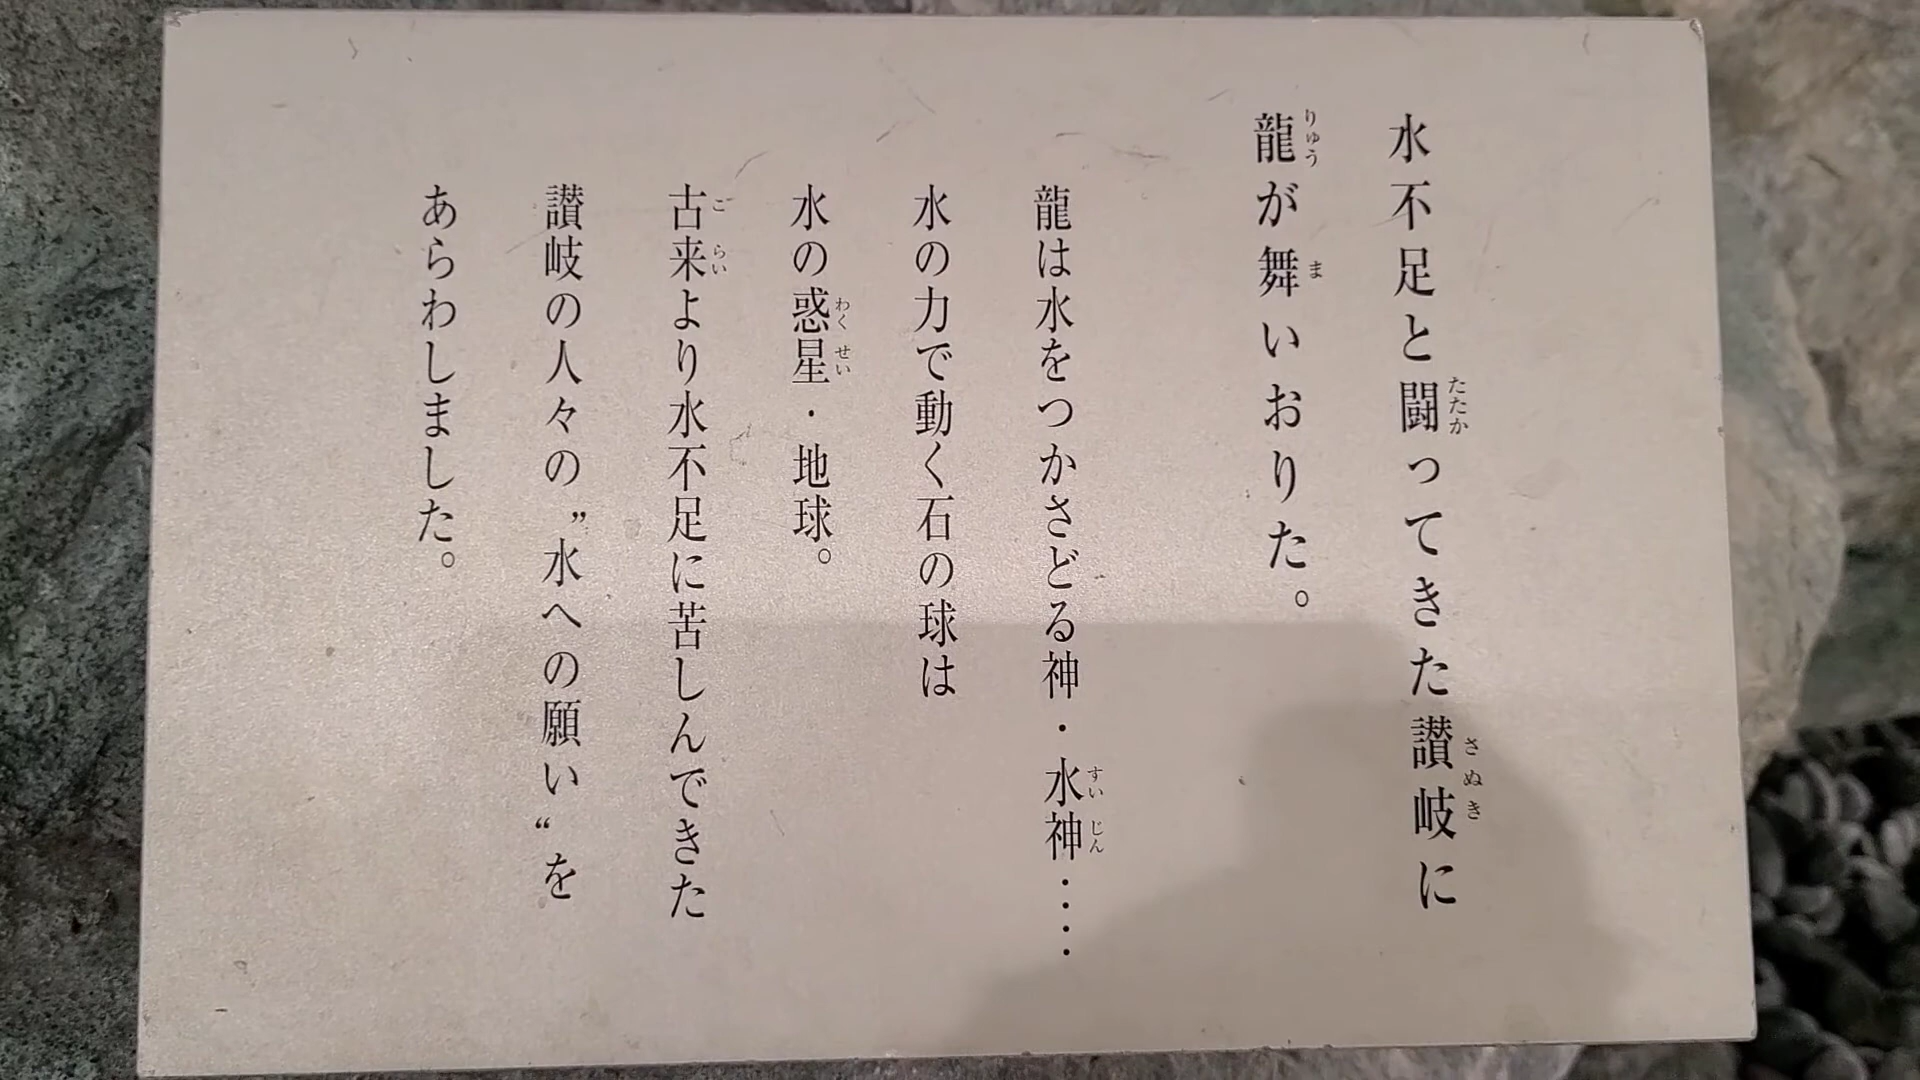 水不足と闘ってきた讃岐に
龍が舞いおりた。
龍は水をつかさどる神・水神‥‥
水の力で動く石の球は
水の惑星・地球。
古来より水不足に苦しんできた
讃岐の人々の〝水への願い〟を
あらわしました。